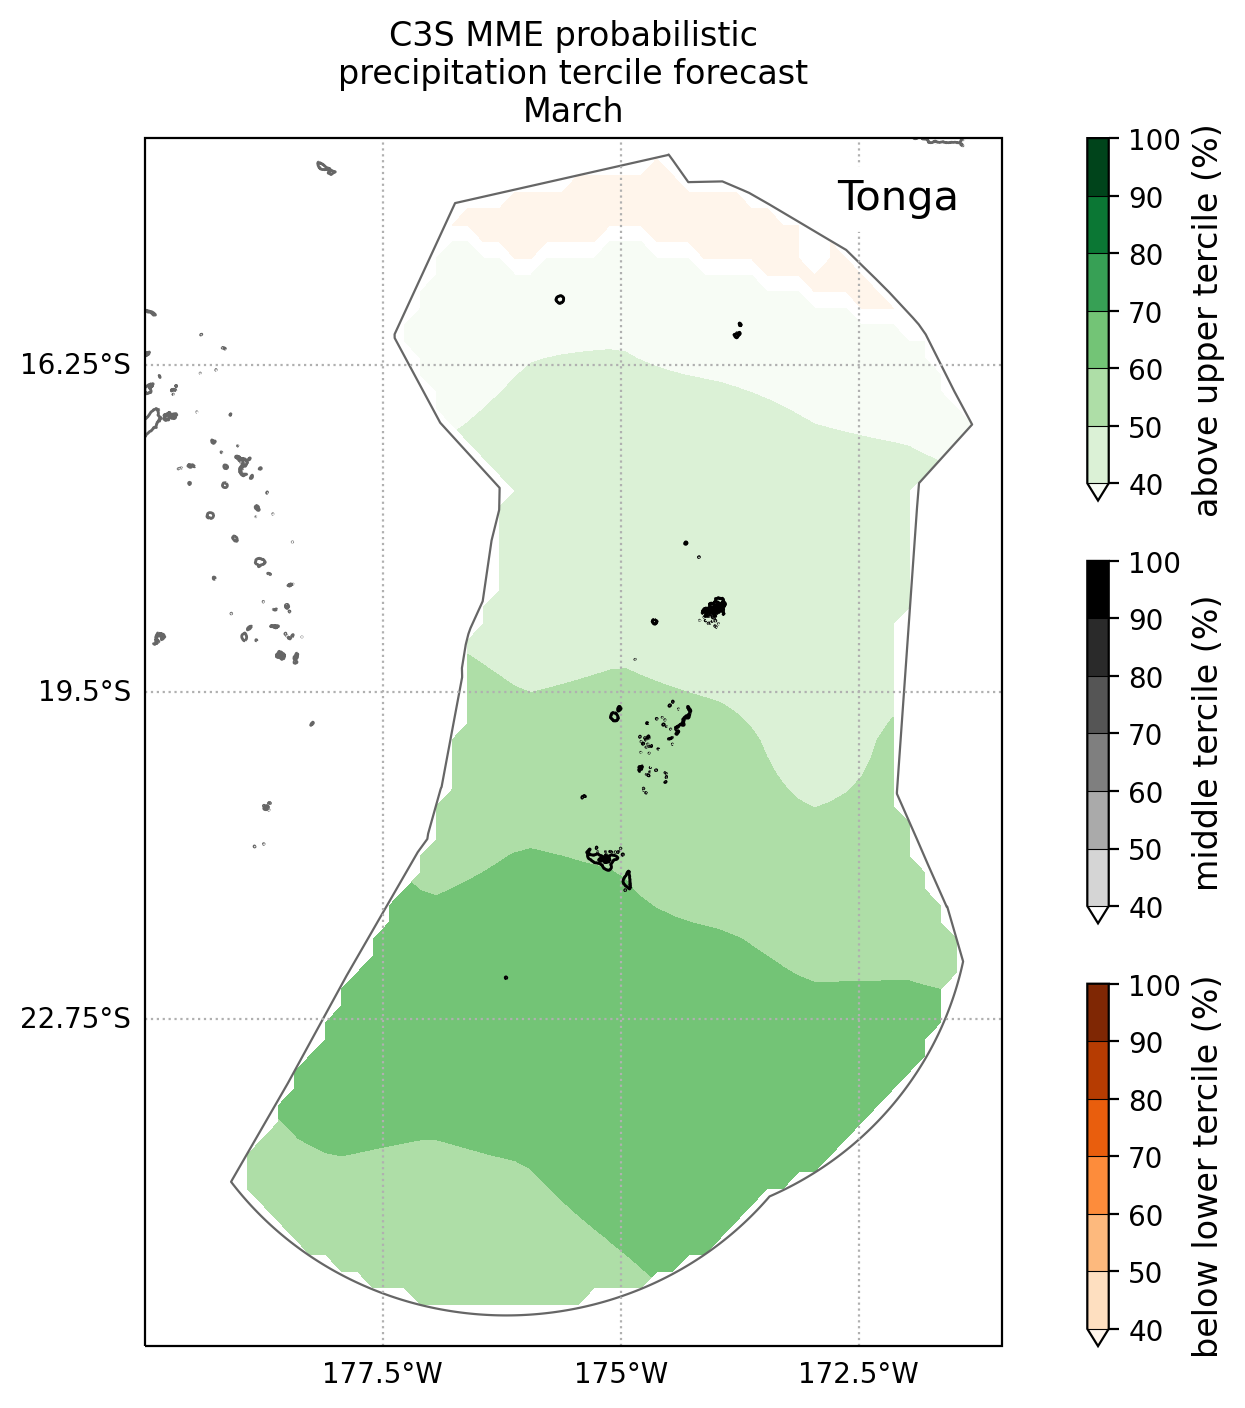 C3S MME probabilistic
precipitation tercile forecast
March
Tonga
16.25°S
19.5°S
22.75°S
177.5°W
175°W
172.5°W
100
90
80
70
60
50
40
above upper tercile (%)
100
90
80
70
60
50
40
middle tercile (%)
100
90
80
70
60
50
40
below lower tercile (%)